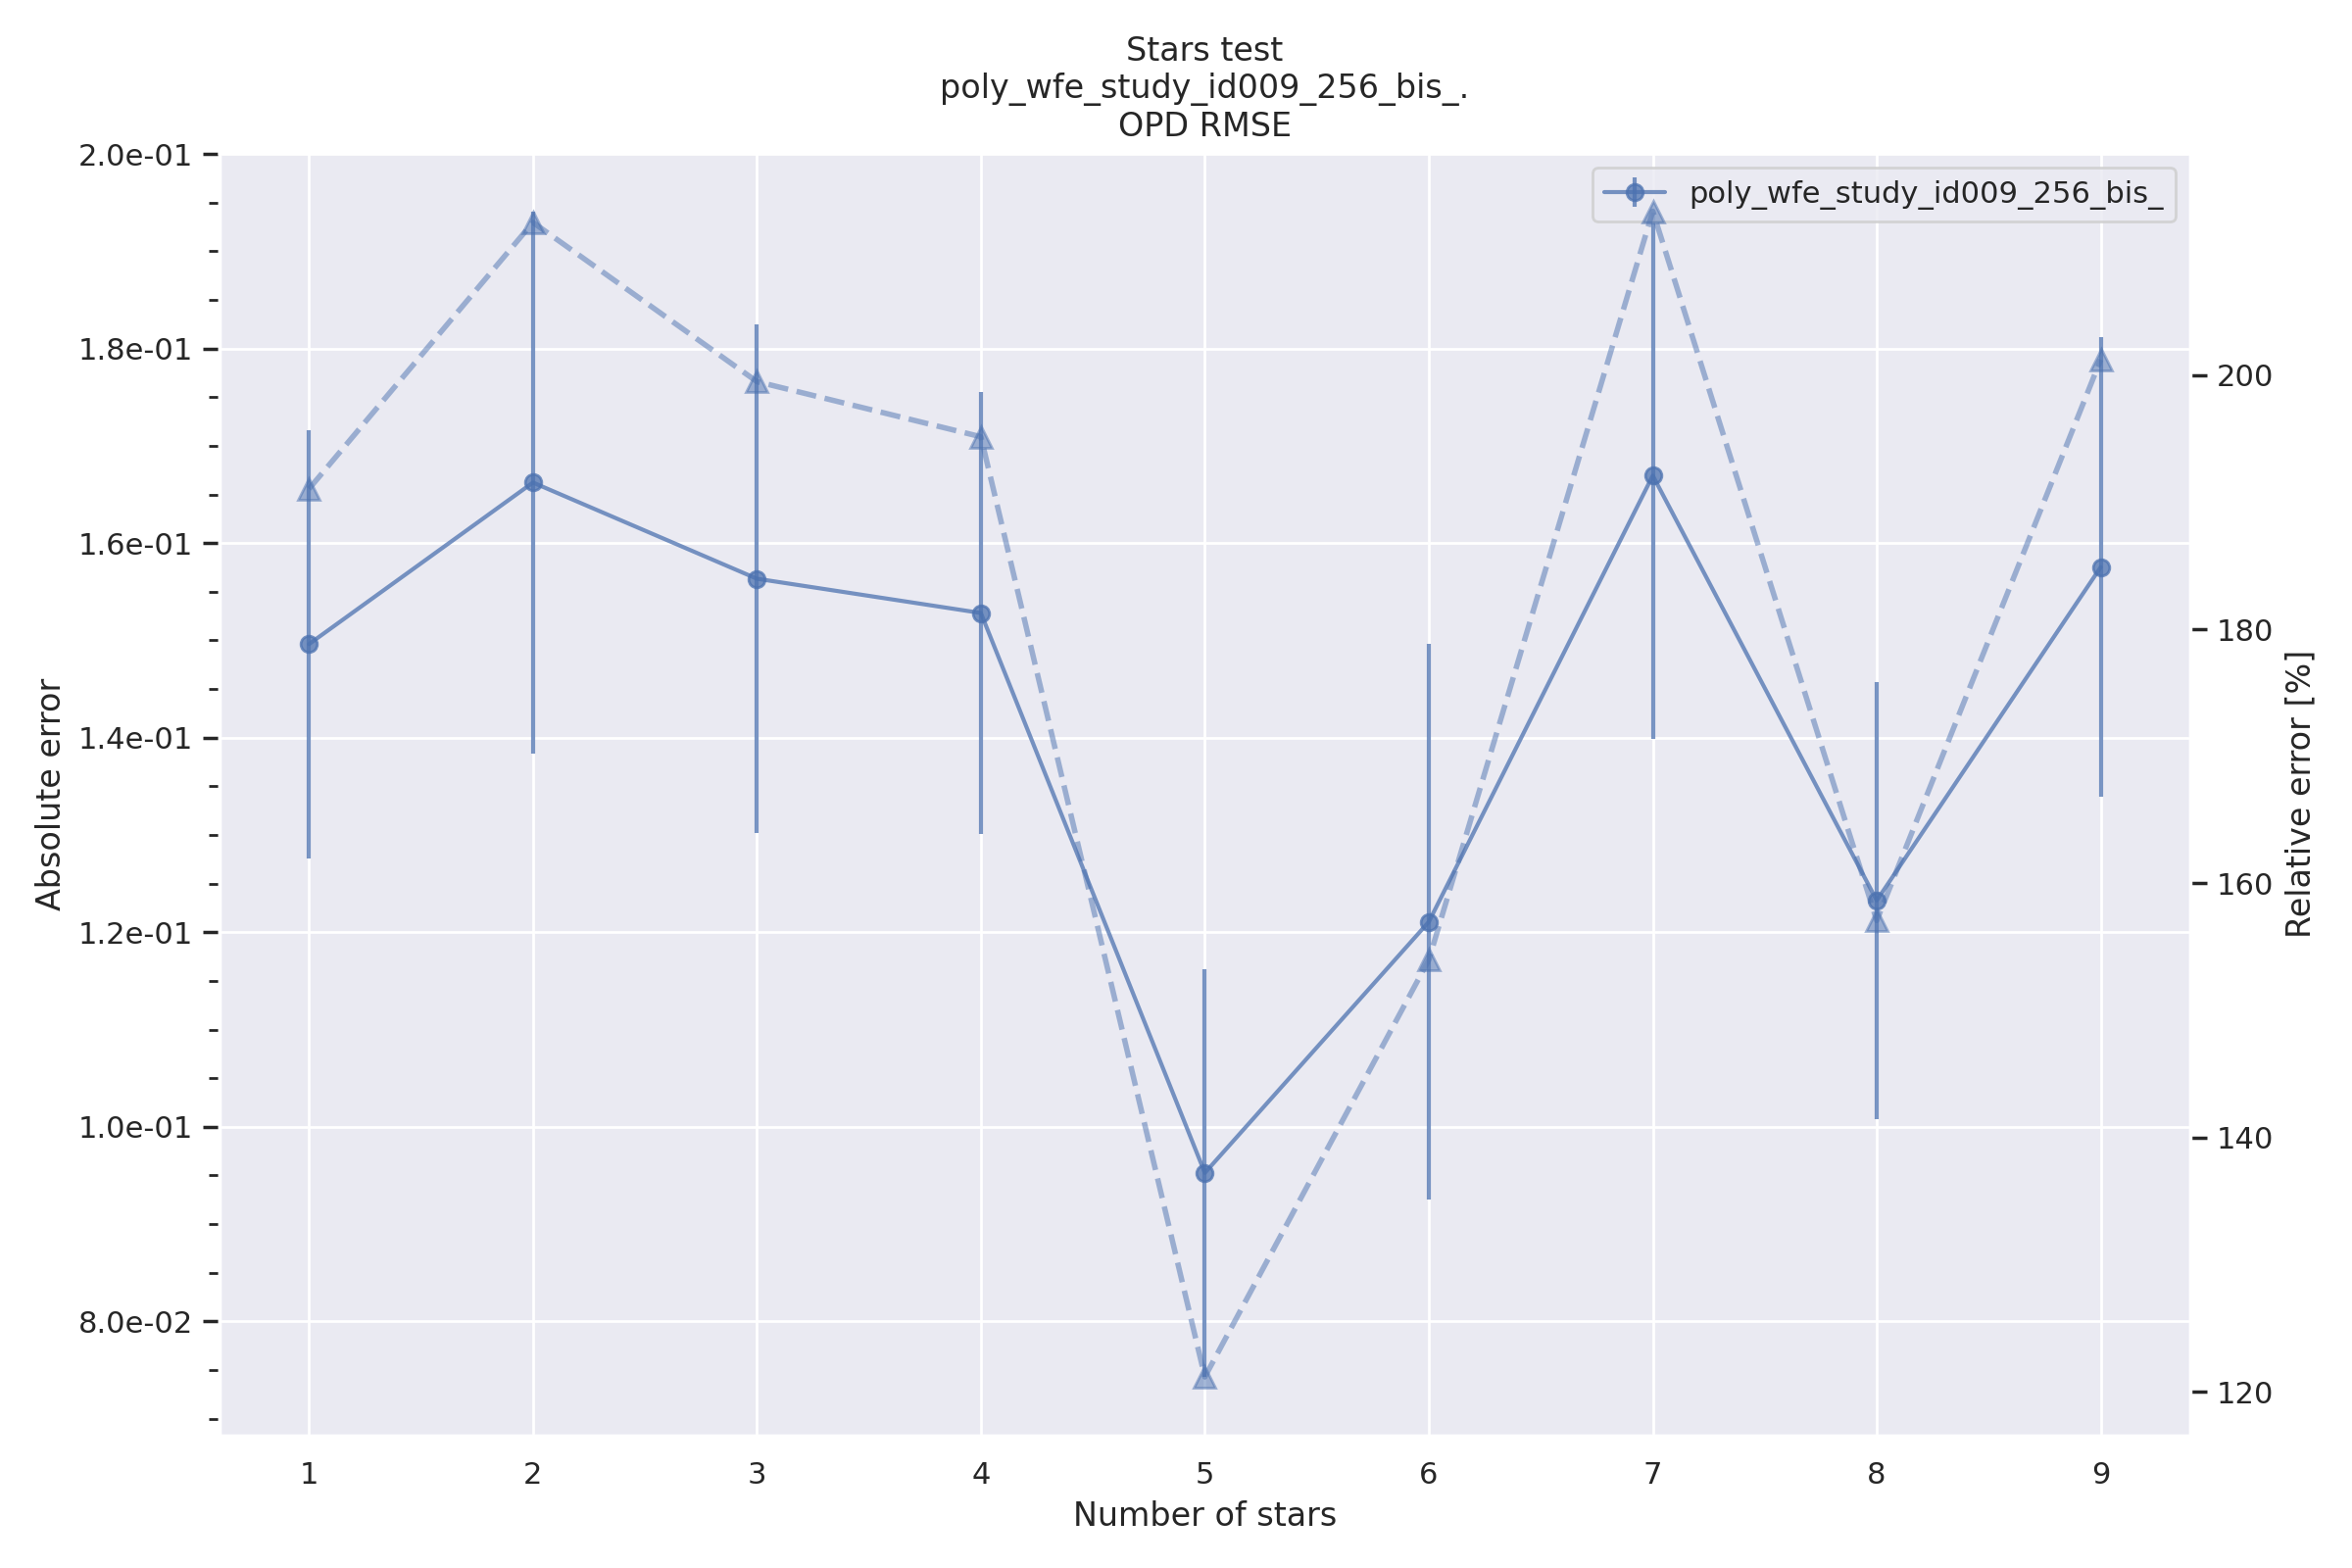 Stars test
poly_wfe_study_id009_256_bis_.
OPD RMSE
poly_wfe_study_id009_256_bis_
Absolute error
2.0e-01
1.8e-01
1.6e-01
1.4e-01
1.2e-01
1.0e-01
8.0e-02
200
180
160
140
120
Relative error [%]
1 2 3 4 5 6 7 8 9
Number of stars